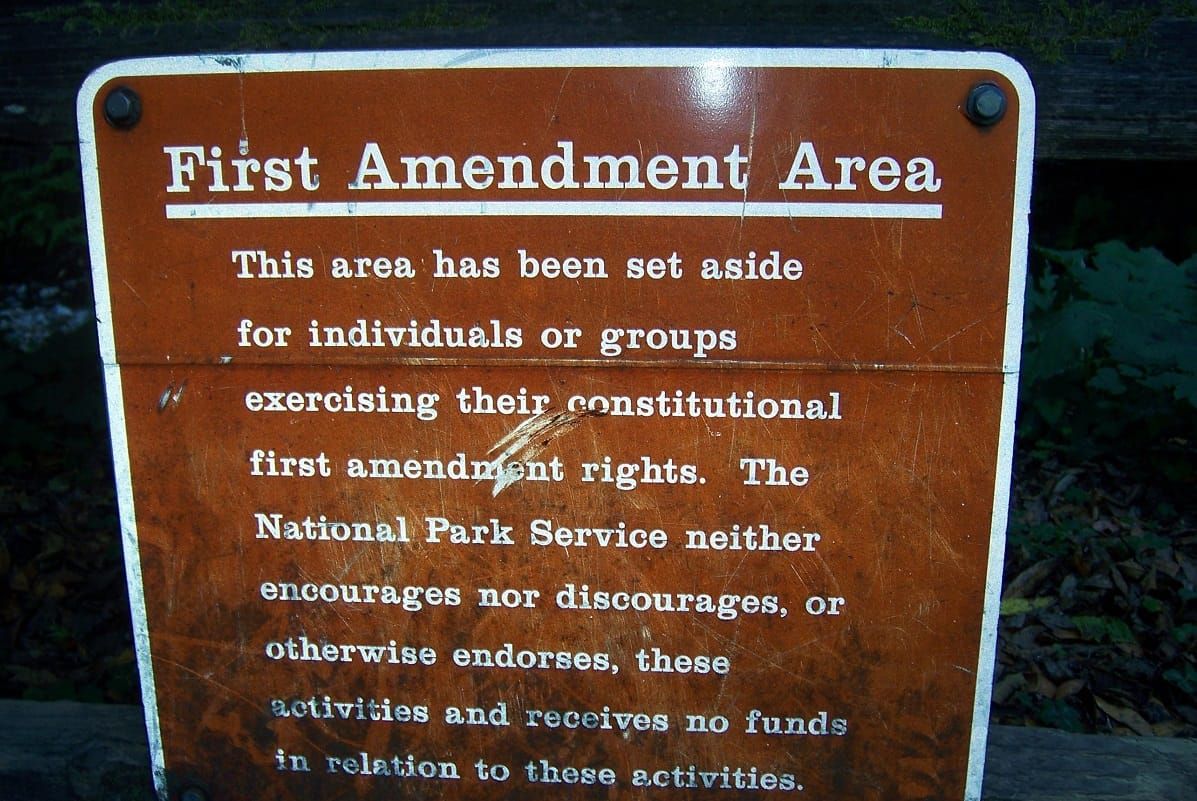 First Amendment Area
This area has been set aside
for individuals or groups
exercising their constitutional
first amendment rights. The
National Park Service neither
encourages nor discourages, or
otherwise endorses, these
activities and receives no funds
in relation to these activities.